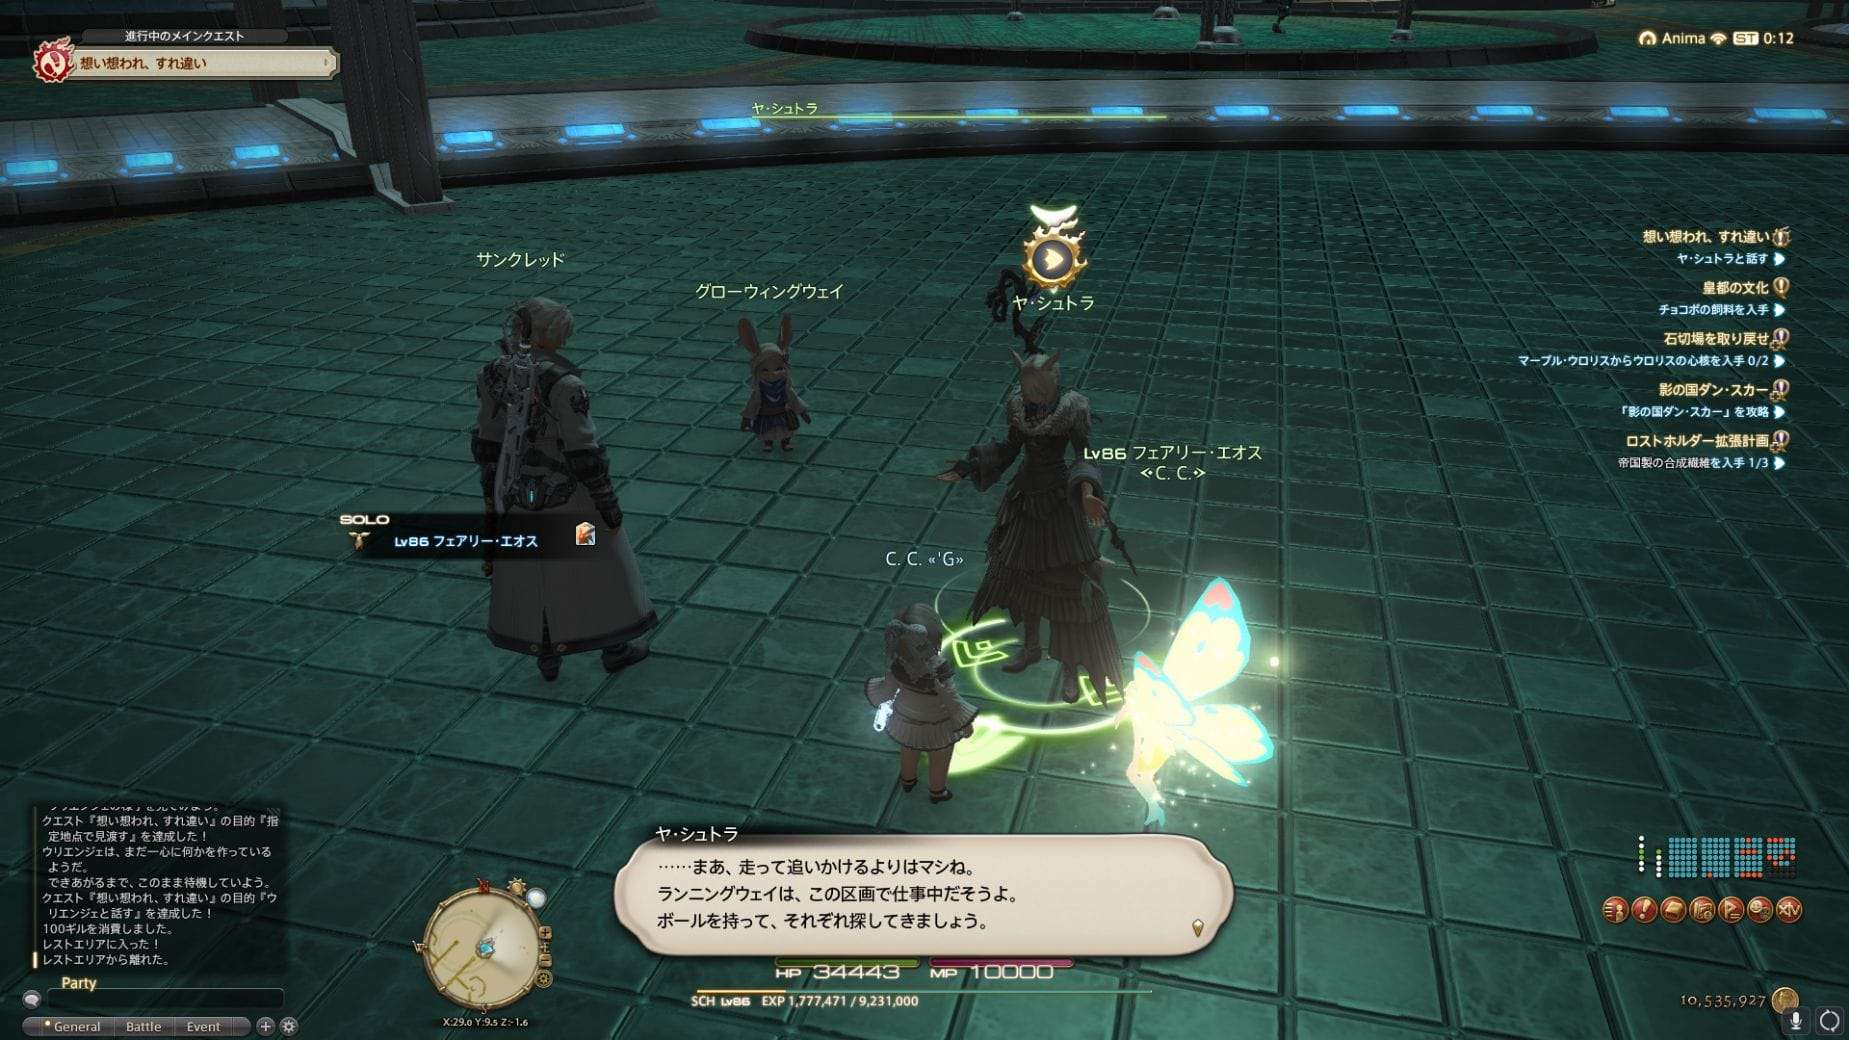 進行中のメインクエスト
想い想われ、すれ違い
Anima ST 0:12
ヤ・シュトラ
サンクレッド
グローウィングウェイ
ヤ・シュトラ
想い想われ、すれ違い
ヤ・シュトラと話す
皇都の文化
チョコボの飼料を入手
石切場を取り戻せ
マーブル・ウロリスからウロリスの心核を入手 0/2
影の国ダン・スカー
『影の国ダン・スカー』を攻略
ロストホルダー拡張計画
帝国製の合成繊維を入手 1/3
Lv86 フェアリー・エオス
«C. C.»
SOLO
Lv86 フェアリー・エオス
C. C. «'G»
クエスト『想い想われ、すれ違い』の目的『指
定地点で見渡す』を達成した！
ウリエンジェは、まだ一心に何かを作っている
ようだ。
できあがるまで、このまま待機していよう。
クエスト『想い想われ、すれ違い』の目的『ウ
リエンジェと話す』を達成した！
100ギルを消費しました。
レストエリアに入った！
レストエリアから離れた。
Party
General Battle Event
X:29.0 Y:9.5 Z:-1.6
ヤ・シュトラ
……まあ、走って追いかけるよりはマシね。
ランニングウェイは、この区画で仕事中だそうよ。
ボールを持って、それぞれ探してきましょう。
HP 34443 MP 10000
SCH Lv86 EXP 1,777,471 / 9,231,000
XIV
10,535,927